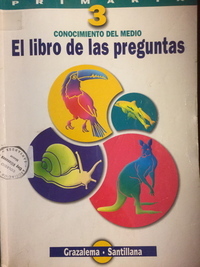 PRIMARIA
3
CONOCIMIENTO DEL MEDIO
El libro de las preguntas
Grazalema • Santillana